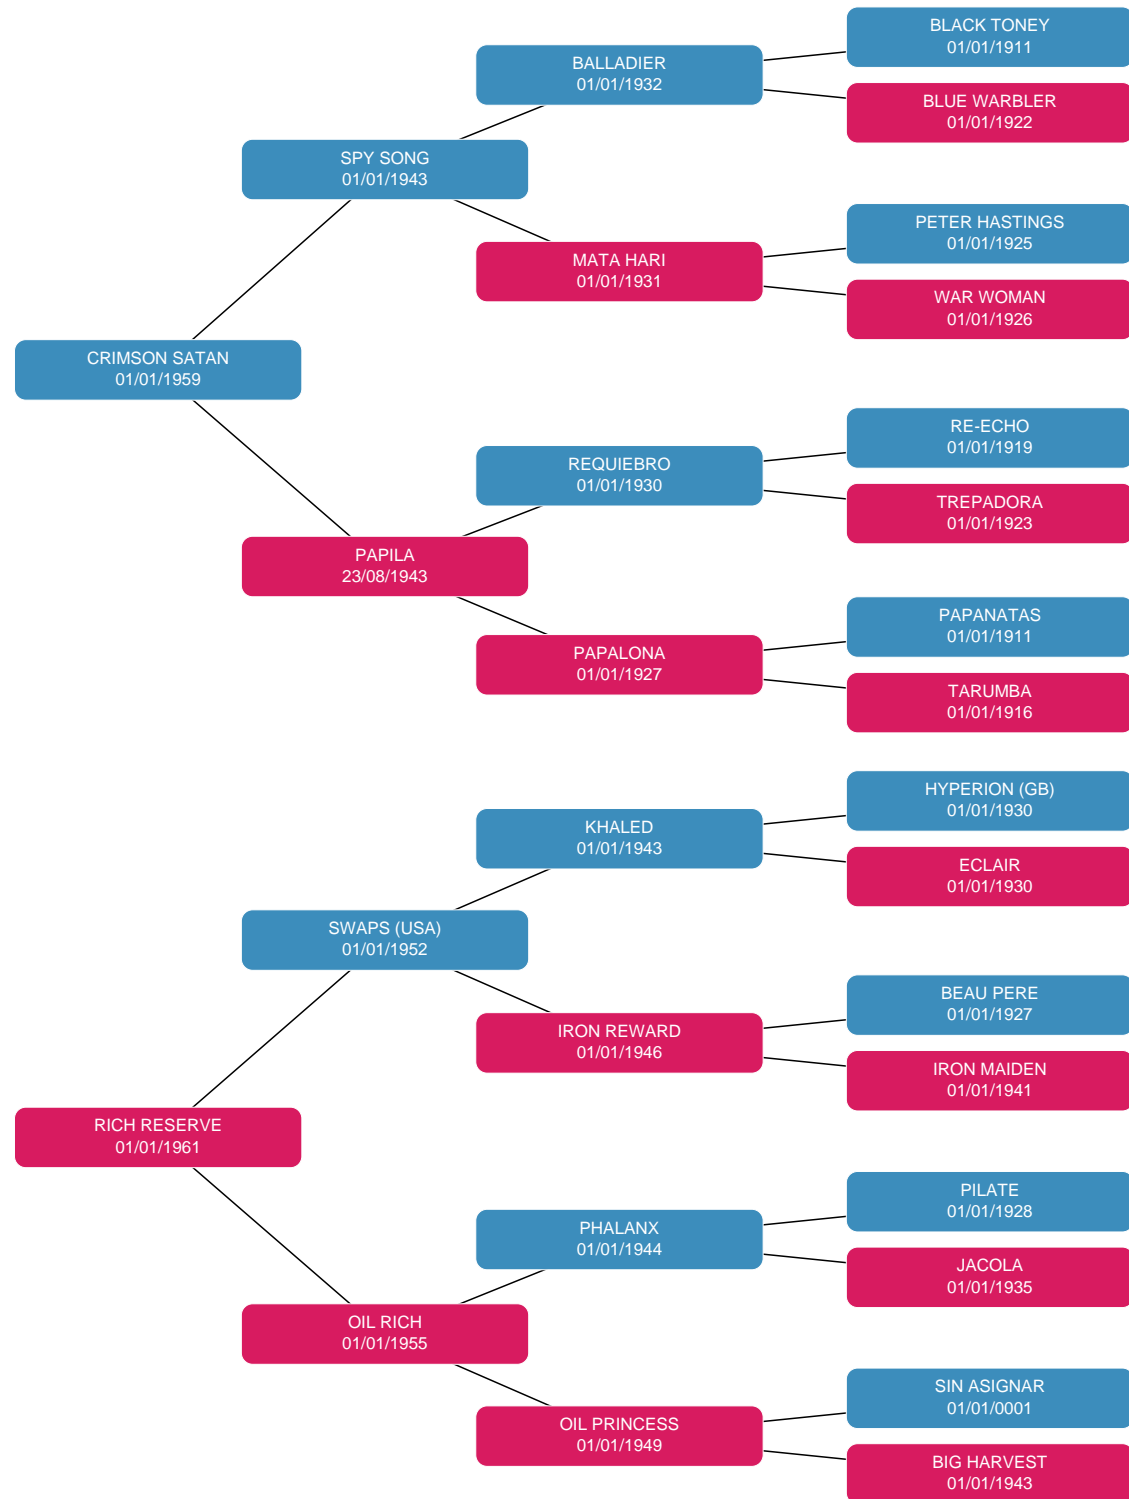 BLACK TONEY
01/01/1911
BALLADIER
01/01/1932
BLUE WARBLER
01/01/1922
SPY SONG
01/01/1943
PETER HASTINGS
01/01/1925
MATA HARI
01/01/1931
WAR WOMAN
01/01/1926
CRIMSON SATAN
01/01/1959
RE-ECHO
01/01/1919
REQUIEBRO
01/01/1930
TREPADORA
01/01/1923
PAPILA
23/08/1943
PAPANATAS
01/01/1911
PAPALONA
01/01/1927
TARUMBA
01/01/1916
HYPERION (GB)
01/01/1930
KHALED
01/01/1943
ECLAIR
01/01/1930
SWAPS (USA)
01/01/1952
BEAU PERE
01/01/1927
IRON REWARD
01/01/1946
IRON MAIDEN
01/01/1941
RICH RESERVE
01/01/1961
PILATE
01/01/1928
PHALANX
01/01/1944
JACOLA
01/01/1935
OIL RICH
01/01/1955
SIN ASIGNAR
01/01/0001
OIL PRINCESS
01/01/1949
BIG HARVEST
01/01/1943